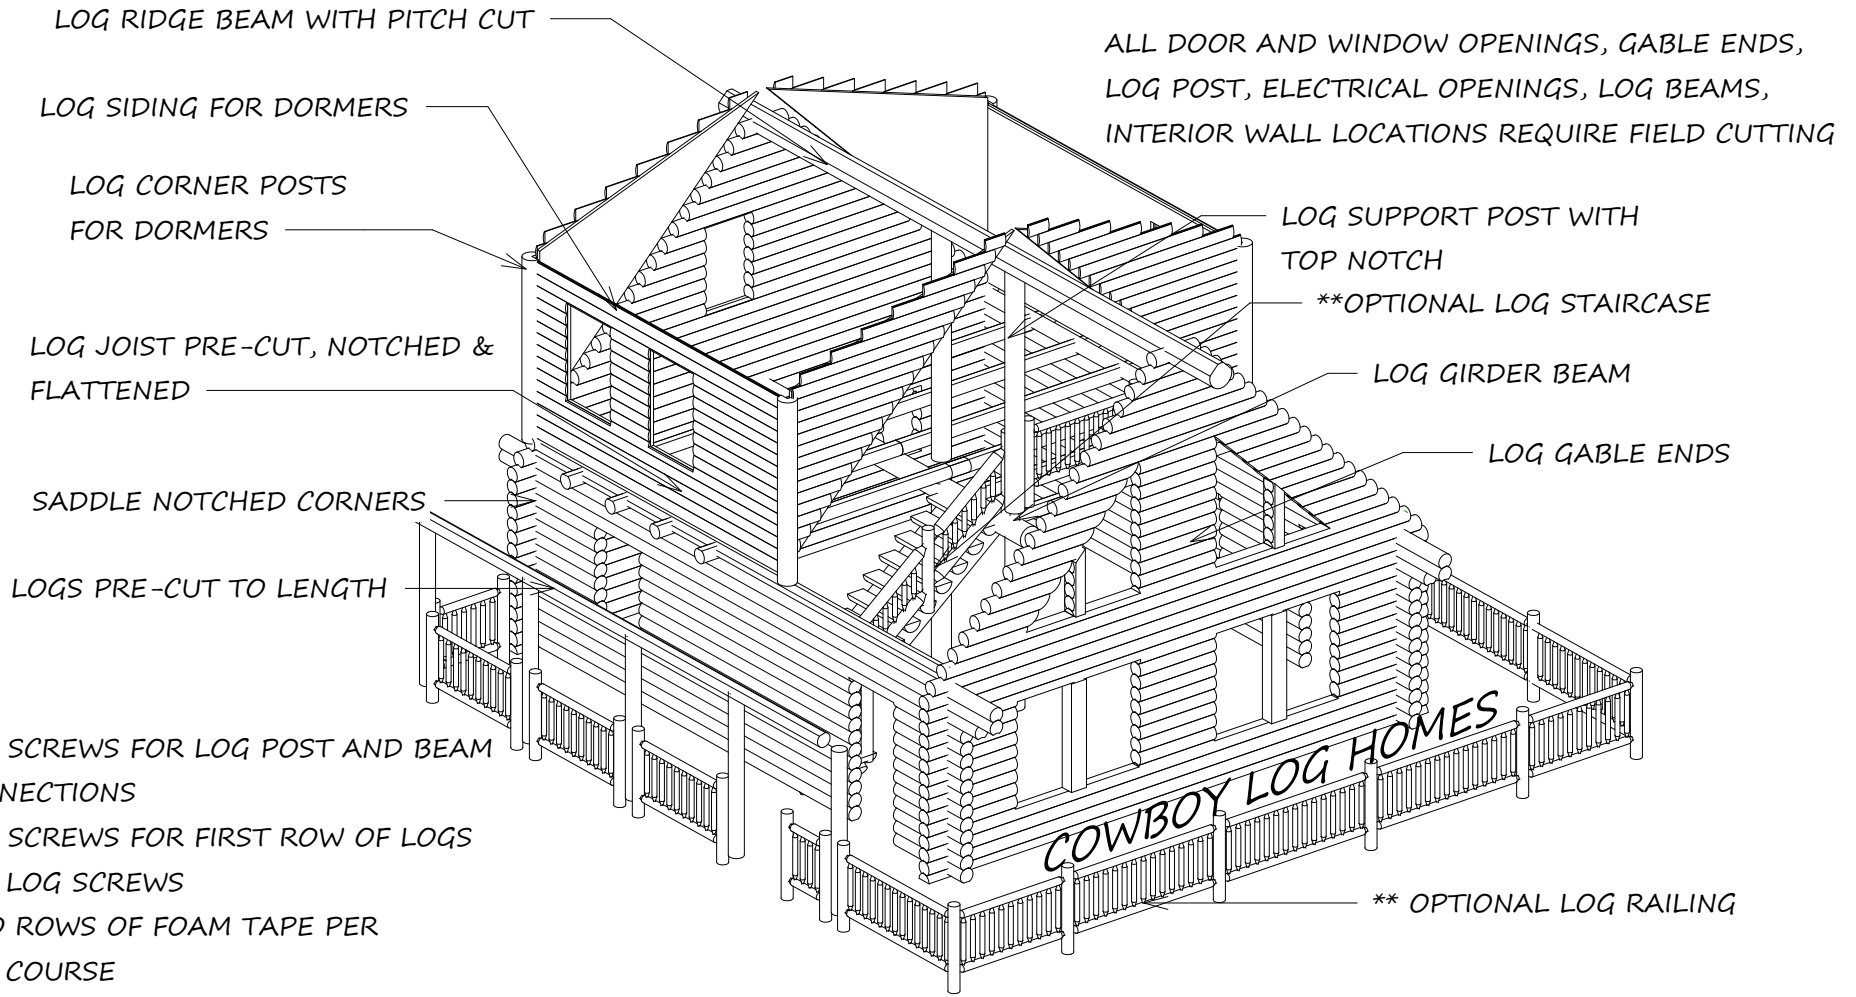 LOG RIDGE BEAM WITH PITCH CUT
ALL DOOR AND WINDOW OPENINGS, GABLE ENDS,
LOG POST, ELECTRICAL OPENINGS, LOG BEAMS,
INTERIOR WALL LOCATIONS REQUIRE FIELD CUTTING
LOG SIDING FOR DORMERS
LOG CORNER POSTS
FOR DORMERS
LOG SUPPORT POST WITH
TOP NOTCH
**OPTIONAL LOG STAIRCASE
LOG JOIST PRE-CUT, NOTCHED &
FLATTENED
LOG GIRDER BEAM
LOG GABLE ENDS
SADDLE NOTCHED CORNERS
LOGS PRE-CUT TO LENGTH
COWBOY LOG HOMES
SCREWS FOR LOG POST AND BEAM
NECTIONS
SCREWS FOR FIRST ROW OF LOGS
LOG SCREWS
ROWS OF FOAM TAPE PER
COURSE
** OPTIONAL LOG RAILING